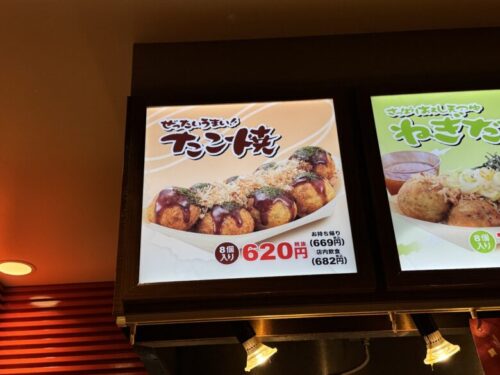 ぜったいうまい!!
たこ焼
8個入り
620円 税抜
お持ち帰り
(669円)
店内飲食
(682円)
ねぎた
8個入り